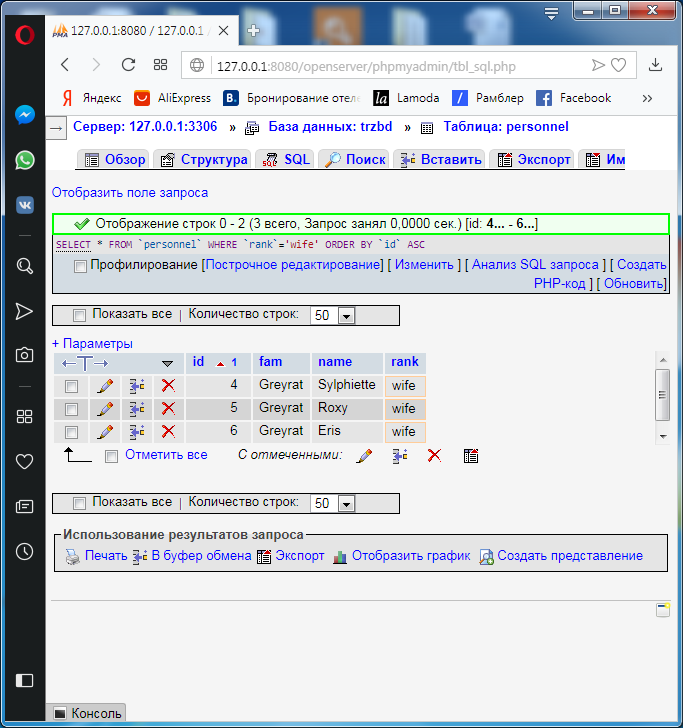 PMA 127.0.0.1:8080 / 127.0.0.1 /
127.0.0.1:8080/openserver/phpmyadmin/tbl_sql.php
Яндекс AliExpress B. Бронирование отеле la Lamoda Рамблер Facebook »
Сервер: 127.0.0.1:3306 » База данных: trzbd » Таблица: personnel
Обзор Структура SQL Поиск Вставить Экспорт Им
Отобразить поле запроса
Отображение строк 0 - 2 (3 всего, Запрос занял 0,0000 сек.) [id: 4... - 6...]
SELECT * FROM `personnel` WHERE `rank`='wife' ORDER BY `id` ASC
Профилирование [Построчное редактирование] [ Изменить ] [ Анализ SQL запроса ] [ Создать
PHP-код ] [ Обновить]
Показать все | Количество строк: 50
+ Параметры
id 1 fam name rank
4 Greyrat Sylphiette wife
5 Greyrat Roxy wife
6 Greyrat Eris wife
Отметить все С отмеченными:
Показать все | Количество строк: 50
Использование результатов запроса
Печать В буфер обмена Экспорт Отобразить график Создать представление
Консоль